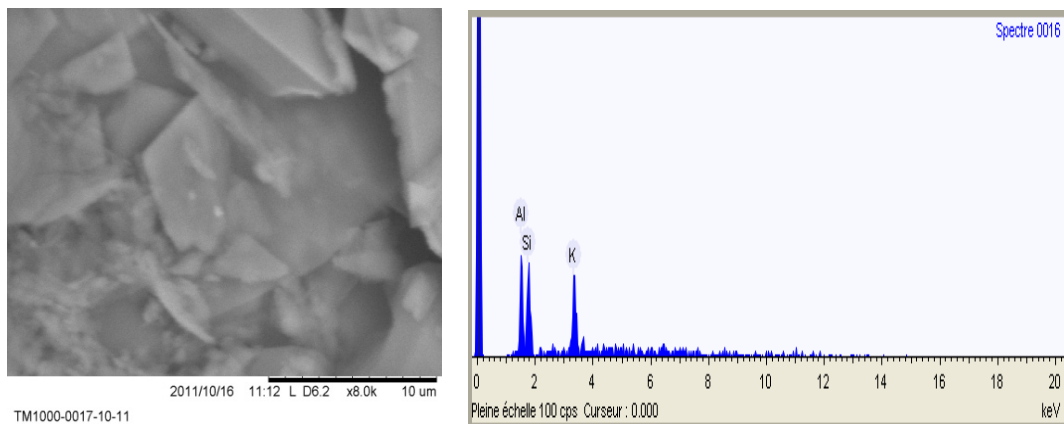 2011/10/16 11:12 L D6.2 x8.0k 10 um
TM1000-0017-10-11
Spectre 0016
Al
Si
K
0 2 4 6 8 10 12 14 16 18 20
Pleine échelle 100 cps Curseur : 0.000 keV